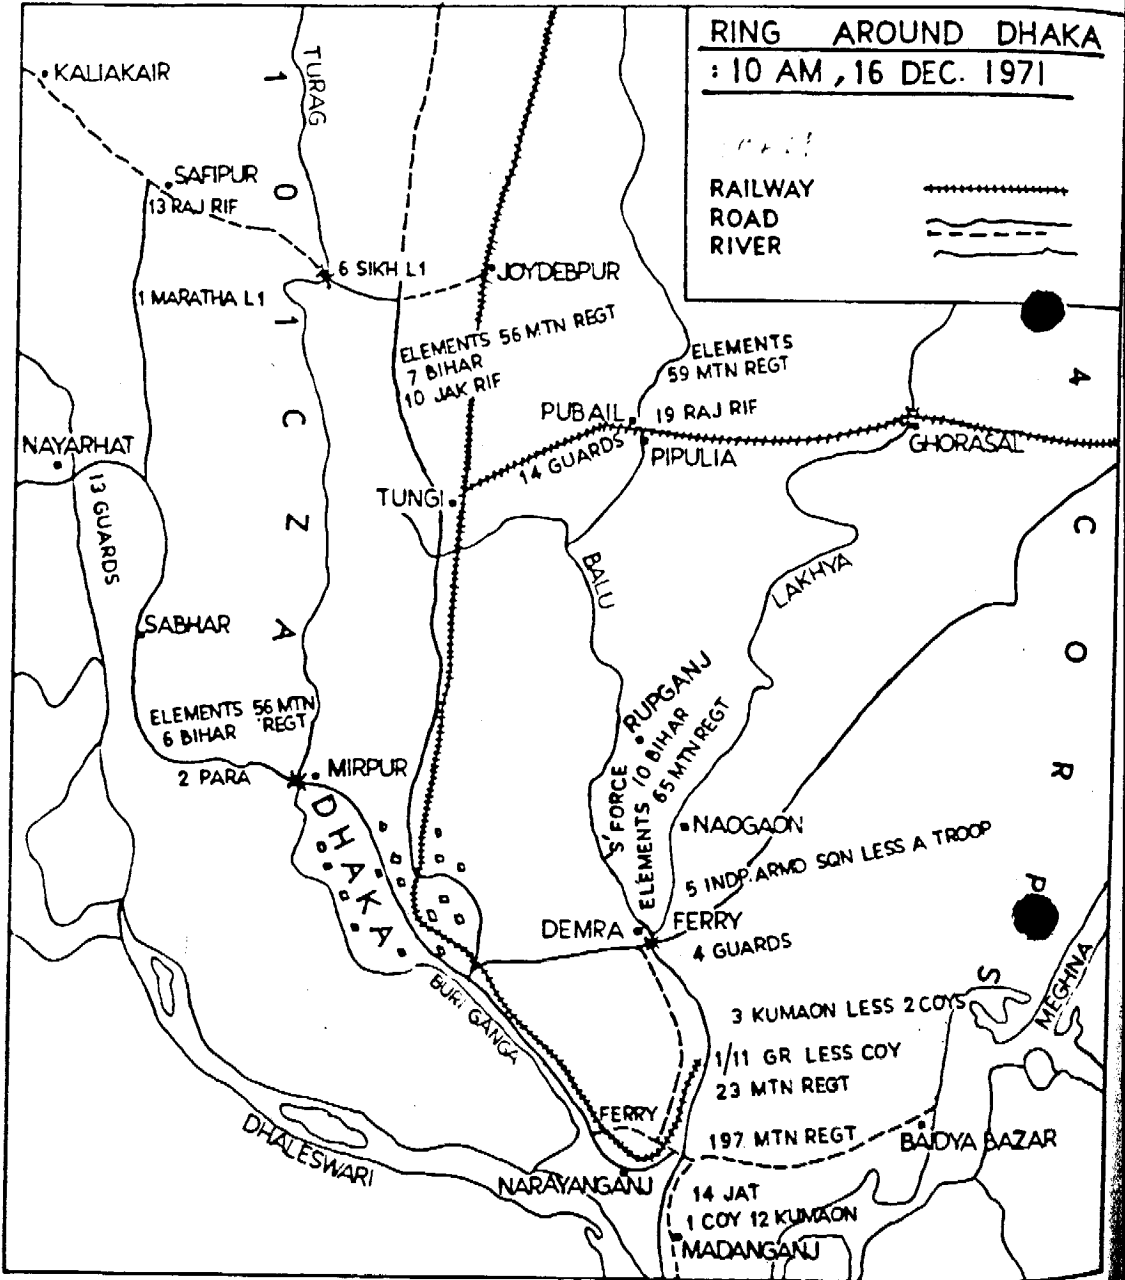 RING AROUND DHAKA
: 10 AM, 16 DEC. 1971
RAILWAY
ROAD
RIVER
KALIAKAIR
TURAG
SAFIPUR
13 RAJ RIF
6 SIKH L1
JOYDEBPUR
1 MARATHA L1
101 C Z A
ELEMENTS 56 MTN REGT
7 BIHAR
10 JAK RIF
ELEMENTS
59 MTN REGT
PUBAIL
19 RAJ RIF
GHORASAL
14 GUARDS
PIPULIA
NAYARHAT
13 GUARDS
TUNGI
BALU
LAKHYA
4 CORPS
SABHAR
ELEMENTS 56 MTN
6 BIHAR REGT
2 PARA
MIRPUR
DHAKA
RUPGANJ
S' FORCE
ELEMENTS 10 BIHAR
65 MTN REGT
NAOGAON
5 INDP. ARMD SQN LESS A TROOP
DEMRA
FERRY
4 GUARDS
MEGHNA
BURI GANGA
3 KUMAON LESS 2 COYS
1/11 GR LESS COY
23 MTN REGT
FERRY
197 MTN REGT
BAIDYA BAZAR
DHALESWARI
NARAYANGANJ
14 JAT
1 COY 12 KUMAON
MADANGANJ